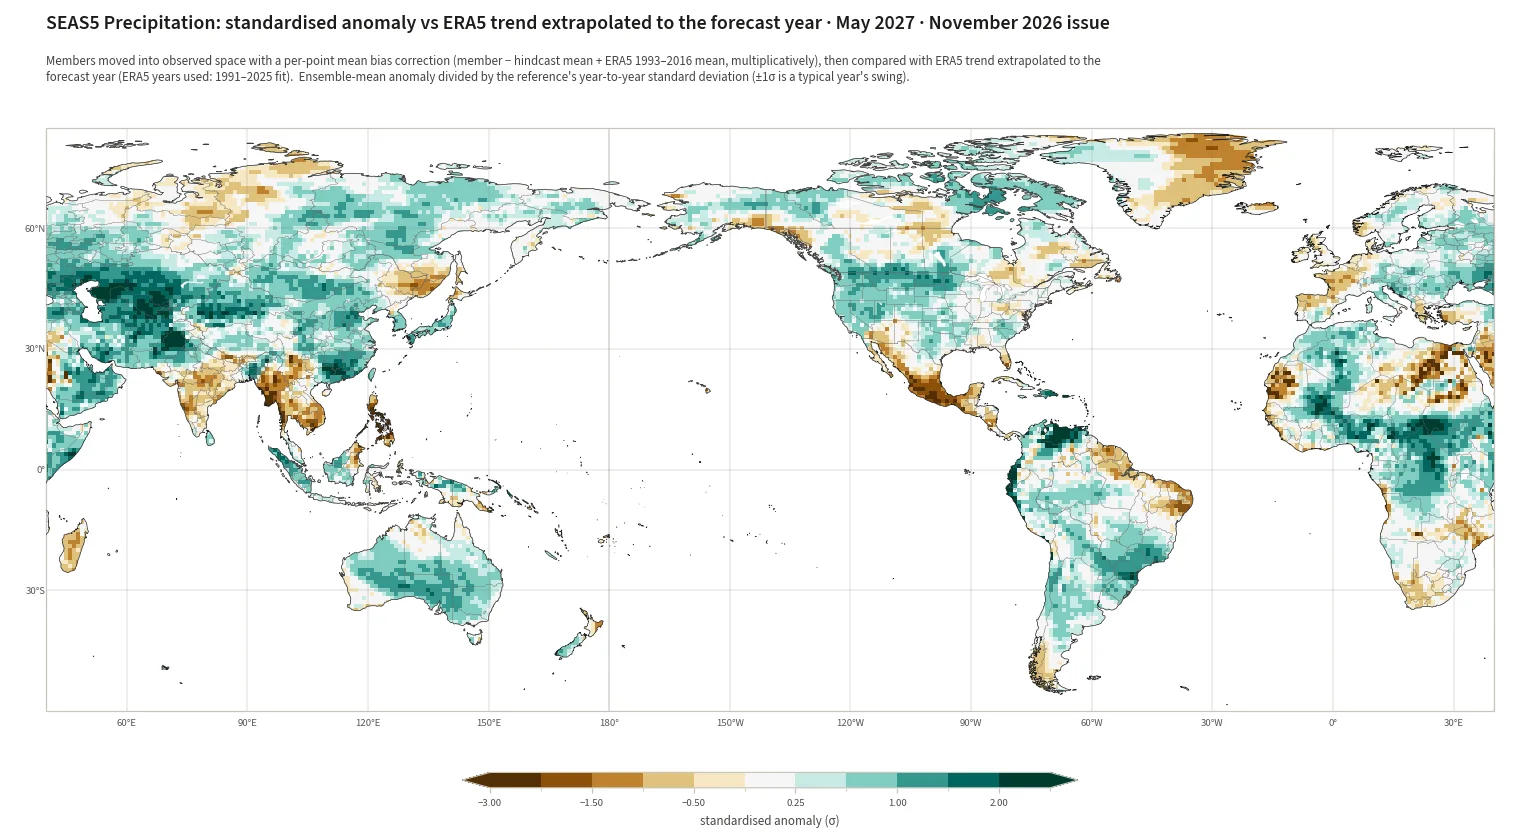 SEAS5 Precipitation: standardised anomaly vs ERA5 trend extrapolated to the forecast year · May 2027 · November 2026 issue
Members moved into observed space with a per-point mean bias correction (member − hindcast mean + ERA5 1993–2016 mean, multiplicatively), then compared with ERA5 trend extrapolated to the
forecast year (ERA5 years used: 1991–2025 fit). Ensemble-mean anomaly divided by the reference's year-to-year standard deviation (±1σ is a typical year's swing).
60°N
30°N
0°
30°S
60°E 90°E 120°E 150°E 180° 150°W 120°W 90°W 60°W 30°W 0° 30°E
−3.00 −1.50 −0.50 0.25 1.00 2.00
standardised anomaly (σ)